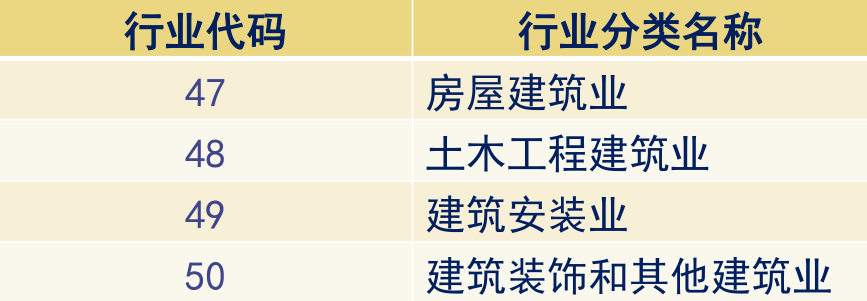 行业代码 行业分类名称
47 房屋建筑业
48 土木工程建筑业
49 建筑安装业
50 建筑装饰和其他建筑业